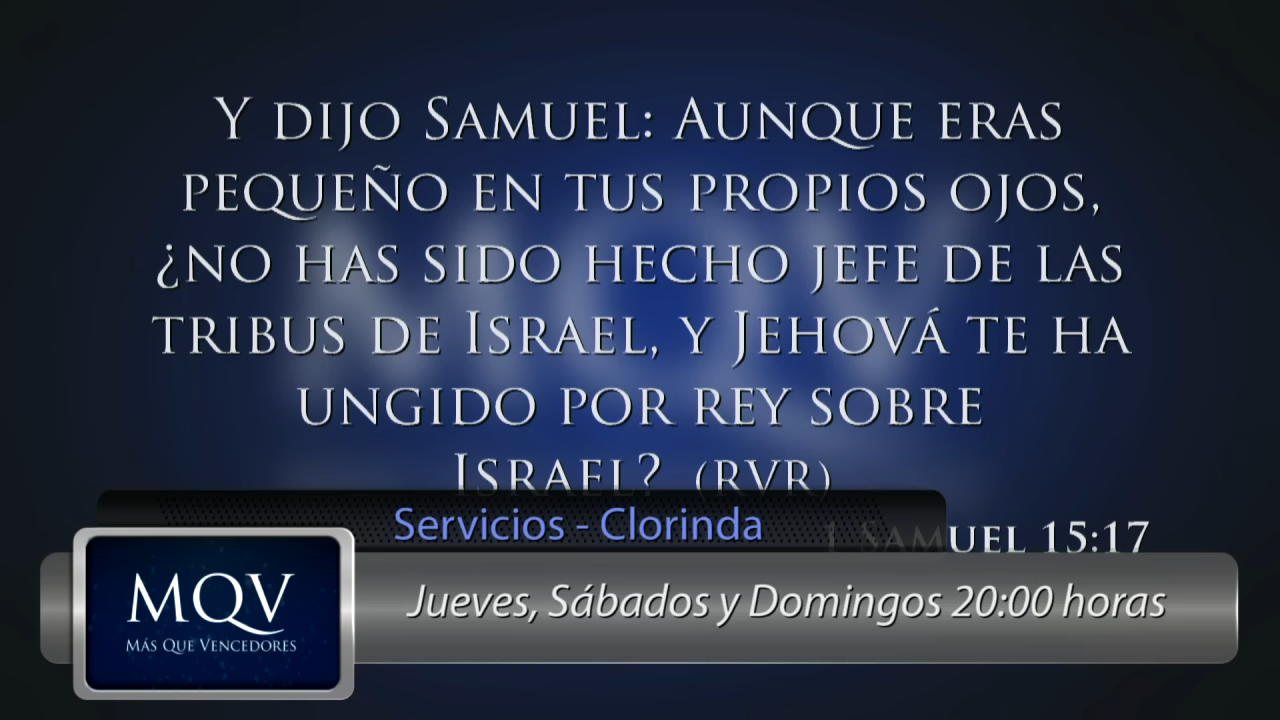 Y dijo Samuel: Aunque eras
pequeño en tus propios ojos,
¿no has sido hecho jefe de las
tribus de Israel, y Jehová te ha
ungido por rey sobre
Israel? (RVR)
1 Samuel 15:17
Servicios - Clorinda
Jueves, Sábados y Domingos 20:00 horas
MQV
Más Que Vencedores